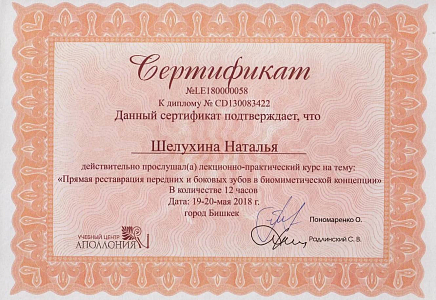 Сертификат
№LE180000058
К диплому № CD130083422
Данный сертификат подтверждает, что
Шелухина Наталья
действительно прослушал(а) лекционно-практический курс на тему:
«Прямая реставрация передних и боковых зубов в биомиметической концепции»
В количестве 12 часов
Дата: 19-20-мая 2018 г.
город Бишкек
Пономаренко О.
УЧЕБНЫЙ ЦЕНТР
АПОЛЛОНИЯ
Радлинский С. В.